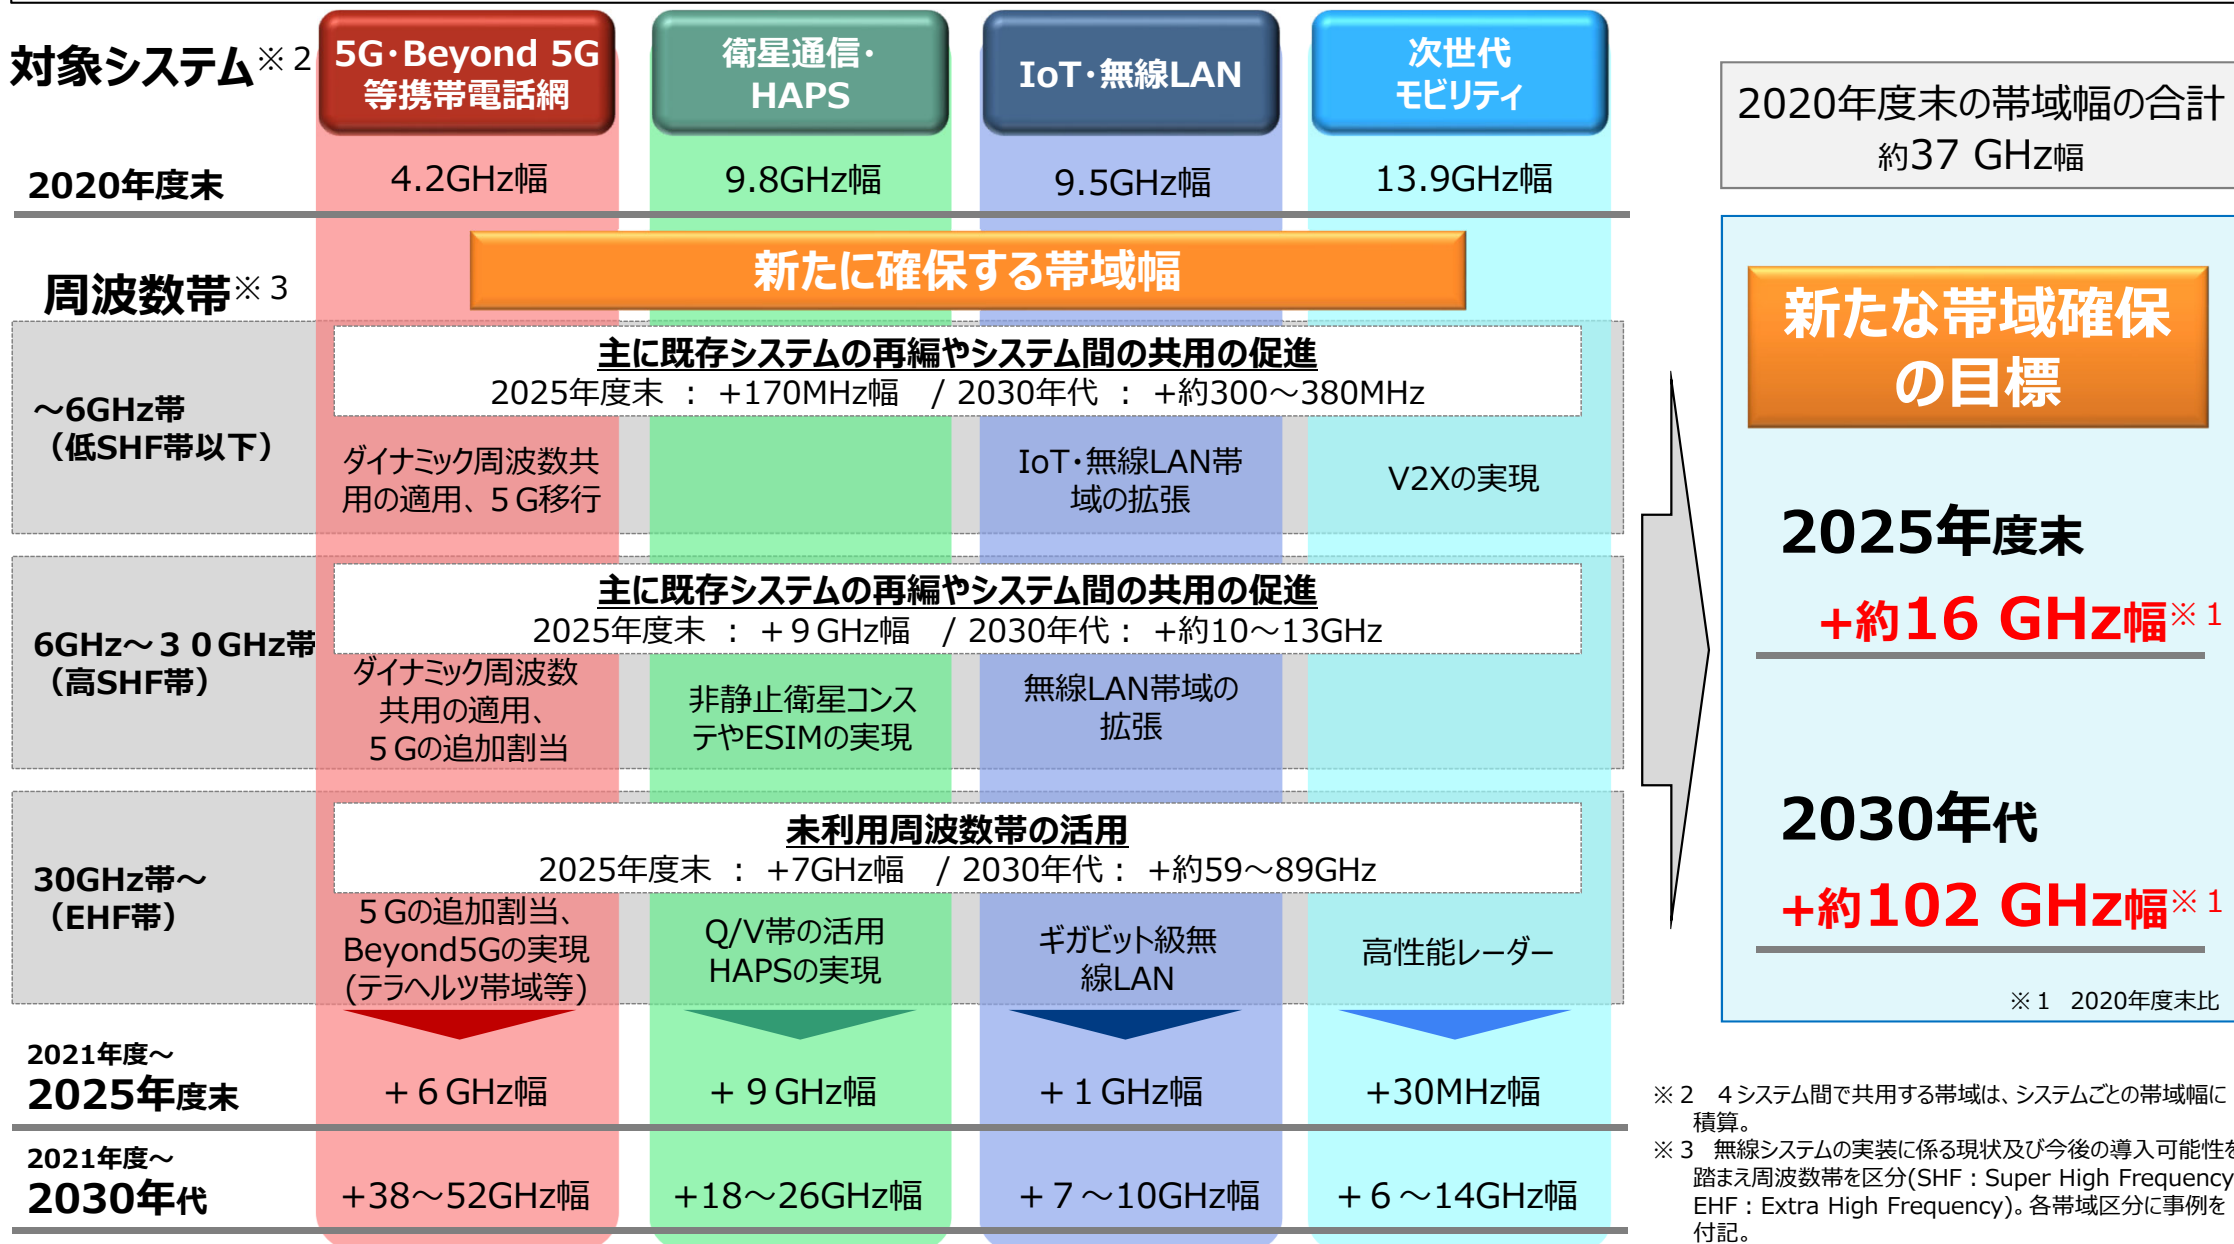 対象システム※2
5G･Beyond 5G
等携帯電話網
衛星通信･
HAPS
IoT･無線LAN
次世代
モビリティ
2020年度末
4.2GHz幅
9.8GHz幅
9.5GHz幅
13.9GHz幅
周波数帯※3
新たに確保する帯域幅
～6GHz帯
（低SHF帯以下）
主に既存システムの再編やシステム間の共用の促進
2025年度末 ： +170MHz幅 / 2030年代 ： +約300～380MHz
ダイナミック周波数共
用の適用、５G移行
IoT･無線LAN帯
域の拡張
V2Xの実現
6GHz～３０GHz帯
（高SHF帯）
主に既存システムの再編やシステム間の共用の促進
2025年度末 ： +９GHz幅 / 2030年代： +約10～13GHz
ダイナミック周波数
共用の適用、
５Gの追加割当
非静止衛星コンス
テやESIMの実現
無線LAN帯域の
拡張
30GHz帯～
（EHF帯）
未利用周波数帯の活用
2025年度末 ： +7GHz幅 / 2030年代： +約59～89GHz
５Gの追加割当、
Beyond5Gの実現
(テラヘルツ帯域等)
Q/V帯の活用
HAPSの実現
ギガビット級無
線LAN
高性能レーダー
2021年度～
2025年度末
+６GHz幅
+９GHz幅
+１GHz幅
+30MHz幅
2021年度～
2030年代
+38～52GHz幅
+18～26GHz幅
+７～10GHz幅
+６～14GHz幅
2020年度末の帯域幅の合計
約37 GHz幅
新たな帯域確保
の目標
2025年度末
+約16 GHz幅※1
2030年代
+約102 GHz幅※1
※１ 2020年度末比
※２ ４システム間で共用する帯域は、システムごとの帯域幅に
積算。
※３ 無線システムの実装に係る現状及び今後の導入可能性を
踏まえ周波数帯を区分(SHF：Super High Frequency
EHF：Extra High Frequency)。各帯域区分に事例を
付記。